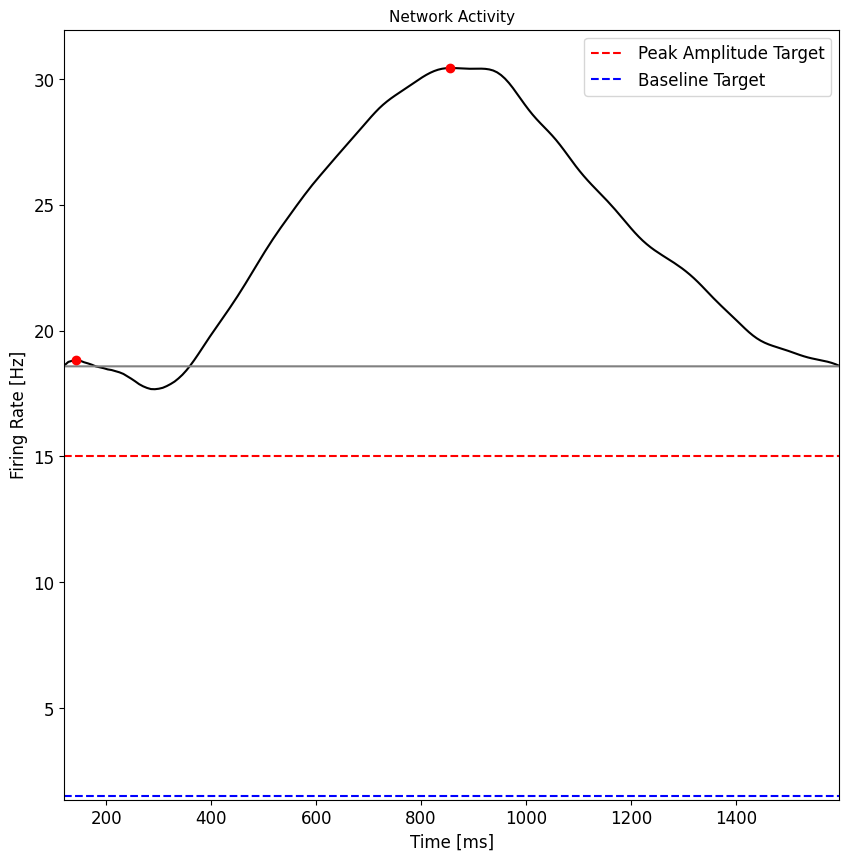 Network Activity
Peak Amplitude Target
Baseline Target
Firing Rate [Hz]
30
25
20
15
10
5
200 400 600 800 1000 1200 1400
Time [ms]